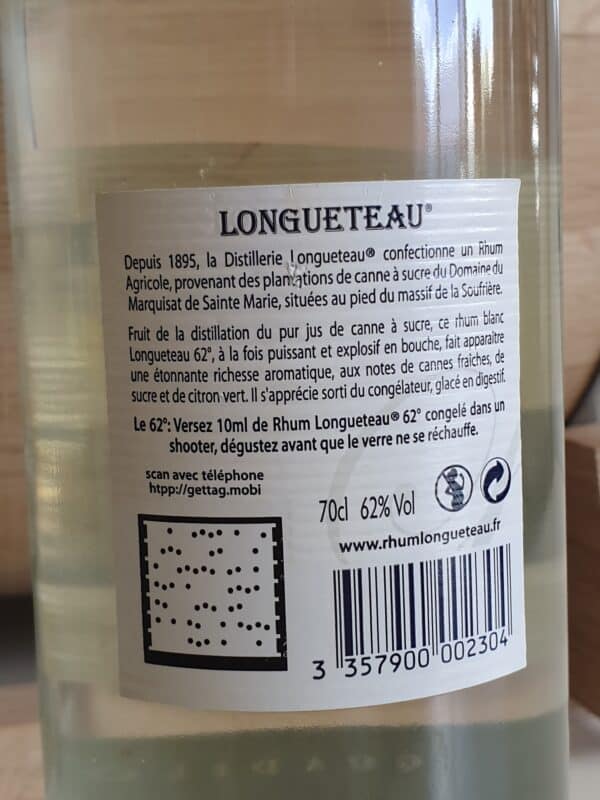 LONGUETEAU®
Depuis 1895, la Distillerie Longueteau® confectionne un Rhum
Agricole, provenant des plantations de canne à sucre du Domaine du
Marquisat de Sainte Marie, situées au pied du massif de la Soufrière.
Fruit de la distillation du pur jus de canne à sucre, ce rhum blanc
Longueteau 62°, à la fois puissant et explosif en bouche, fait apparaître
une étonnante richesse aromatique, aux notes de cannes fraîches, de
sucre et de citron vert. Il s'apprécie sorti du congélateur, glacé en digestif.
Le 62°: Versez 10ml de Rhum Longueteau® 62° congelé dans un
shooter, dégustez avant que le verre ne se réchauffe.
scan avec téléphone
htpp://gettag.mobi
70cl 62% Vol
www.rhumlongueteau.fr
3 357900 002304